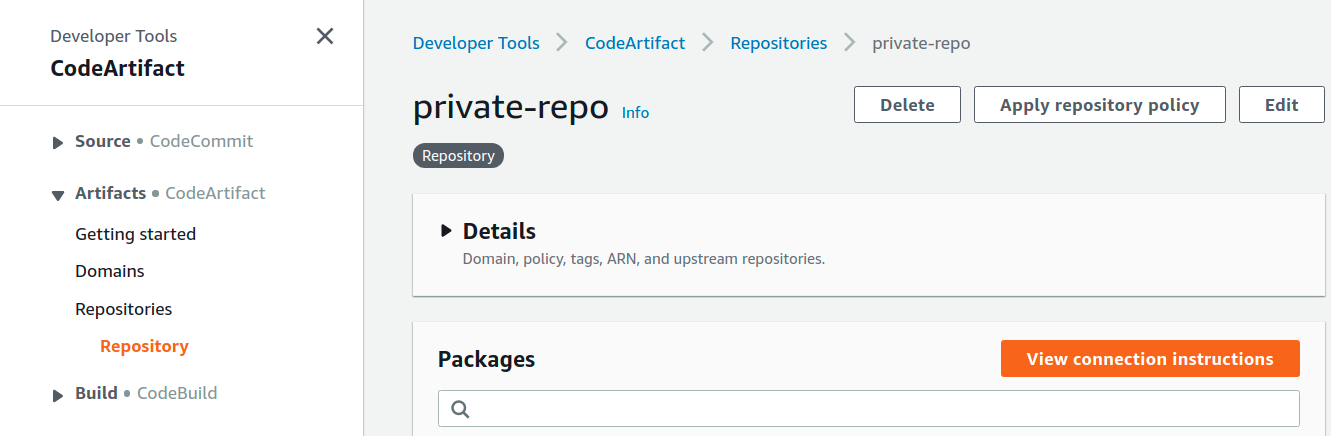 Developer Tools
CodeArtifact
Source • CodeCommit
Artifacts • CodeArtifact
Getting started
Domains
Repositories
Repository
Build • CodeBuild
Developer Tools
CodeArtifact
Repositories
private-repo
private-repo Info
Delete
Apply repository policy
Edit
Repository
Details
Domain, policy, tags, ARN, and upstream repositories.
Packages
View connection instructions